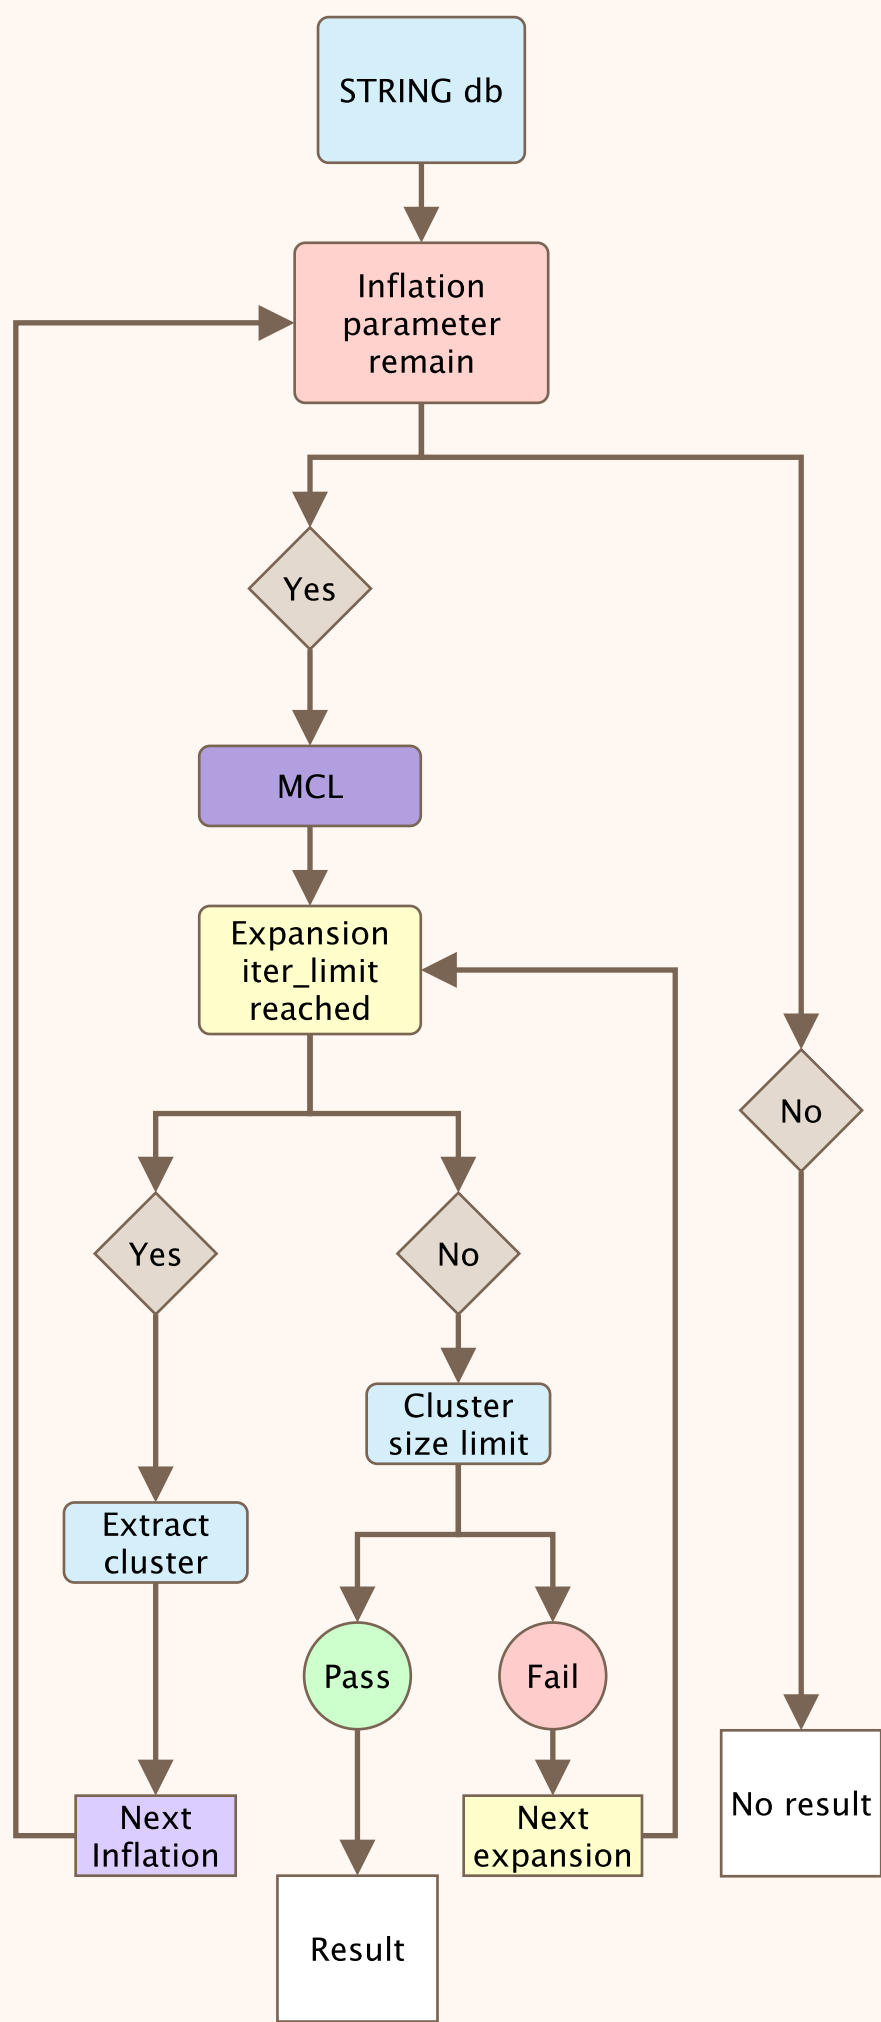 STRING db
Inflation
parameter
remain
Yes
MCL
Expansion
iter_limit
reached
No
Yes
No
Cluster
size limit
Extract
cluster
Pass
Fail
No result
Next
Inflation
Next
expansion
Result